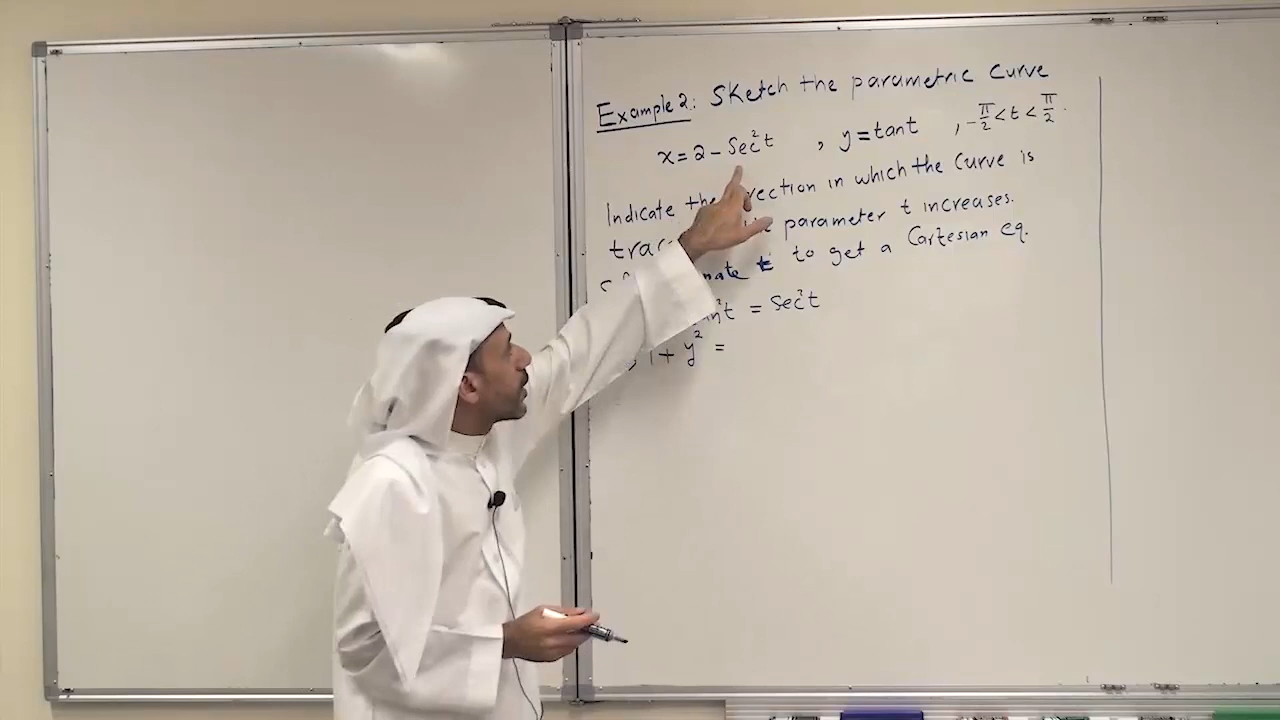 Example 2: Sketch the parametric curve
x = 2 - Sec²t , y = tant , -π/2 < t < π/2.
Indicate the direction in which the curve is
parameter t increases.
t to get a Cartesian eq.
t = Sec²t
1 + y² =